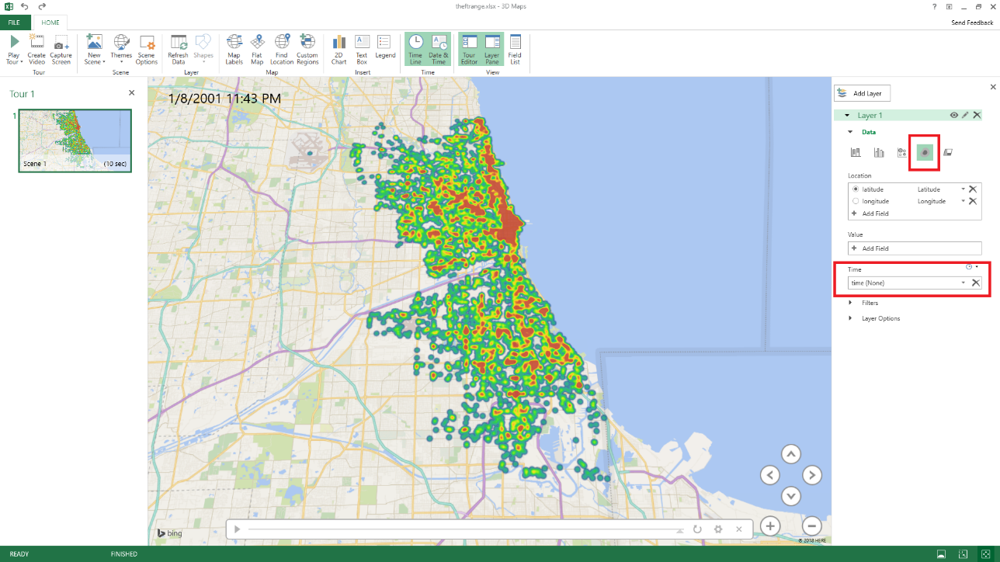 theftrange.xlsx - 3D Maps
FILE
HOME
Send Feedback
Play Tour
Create Video
Capture Screen
New Scene
Themes
Scene Options
Refresh Data
Shapes
Map Labels
Flat Map
Find Location
Custom Regions
2D Chart
Text Box
Legend
Time Line
Date & Time
Tour Editor
Layer Pane
Field List
Tour
Scene
Layer
Map
Insert
Time
View
Tour 1
1
Scene 1 (10 sec)
1/8/2001 11:43 PM
bing
© 2018 HERE
Add Layer
Layer 1
Data
Location
latitude Latitude
longitude Longitude
Add Field
Value
Add Field
Time
time (None)
Filters
Layer Options
READY
FINISHED